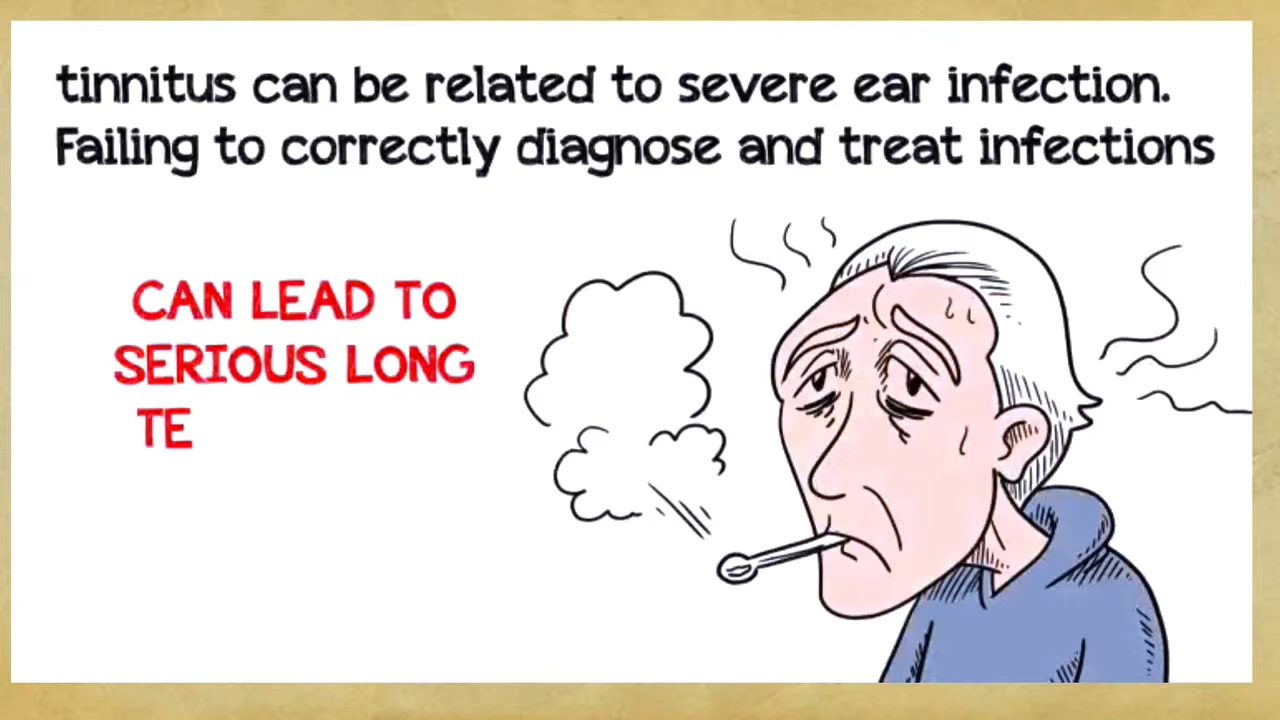 tinnitus can be related to severe ear infection.
Failing to correctly diagnose and treat infections
CAN LEAD TO
SERIOUS LONG
TE